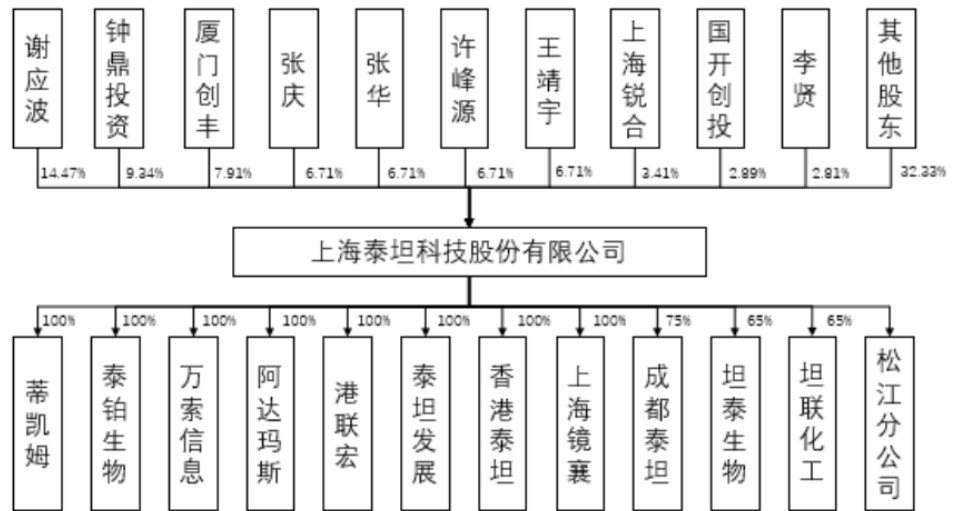 谢应波
钟鼎投资
厦门创丰
张庆
张华
许峰源
王靖宇
上海锐合
国开创投
李贤
其他股东
14.47%
9.34%
7.91%
6.71%
6.71%
6.71%
6.71%
3.41%
2.89%
2.81%
32.33%
上海泰坦科技股份有限公司
100%
100%
100%
100%
100%
100%
100%
100%
75%
65%
65%
蒂凯姆
泰铂生物
万索信息
阿达玛斯
港联宏
泰坦发展
香港泰坦
上海镜襄
成都泰坦
坦泰生物
坦联化工
松江分公司